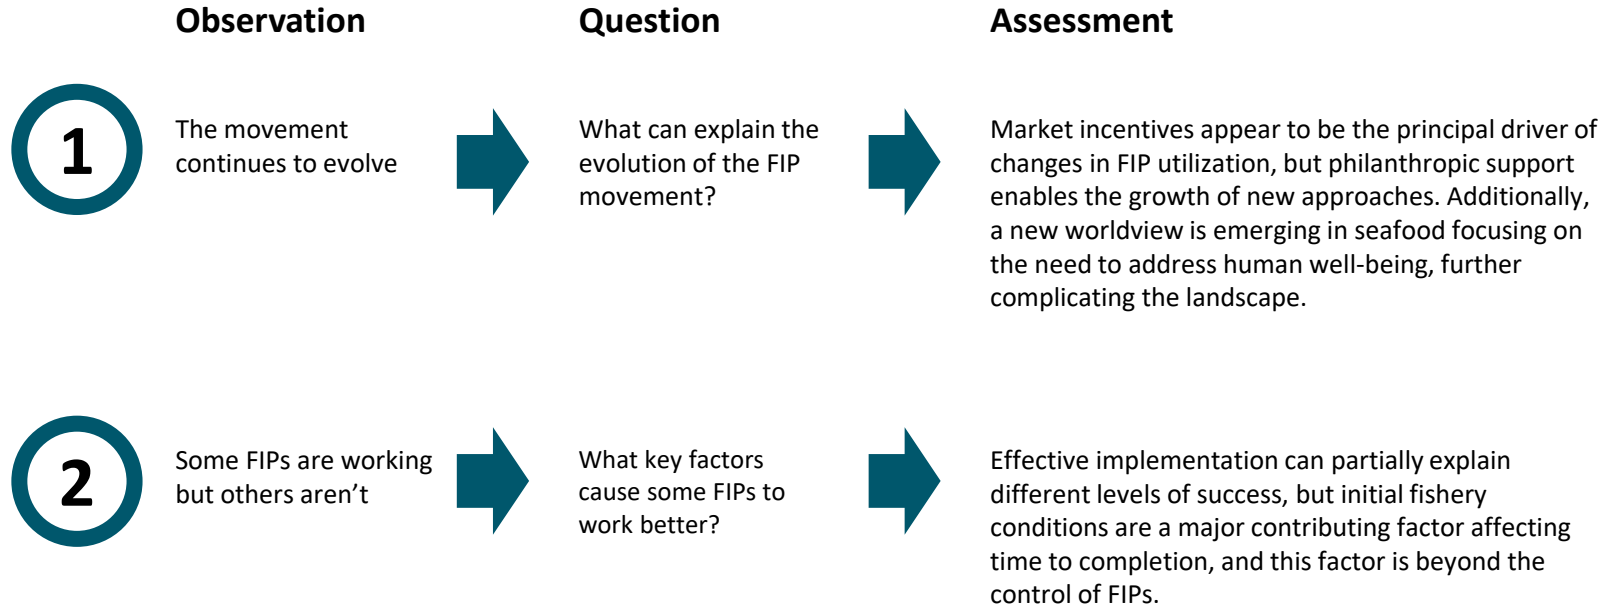 Observation
Question
Assessment
1
The movement
continues to evolve
What can explain the
evolution of the FIP
movement?
Market incentives appear to be the principal driver of
changes in FIP utilization, but philanthropic support
enables the growth of new approaches. Additionally,
a new worldview is emerging in seafood focusing on
the need to address human well-being, further
complicating the landscape.
2
Some FIPs are working
but others aren’t
What key factors
cause some FIPs to
work better?
Effective implementation can partially explain
different levels of success, but initial fishery
conditions are a major contributing factor affecting
time to completion, and this factor is beyond the
control of FIPs.